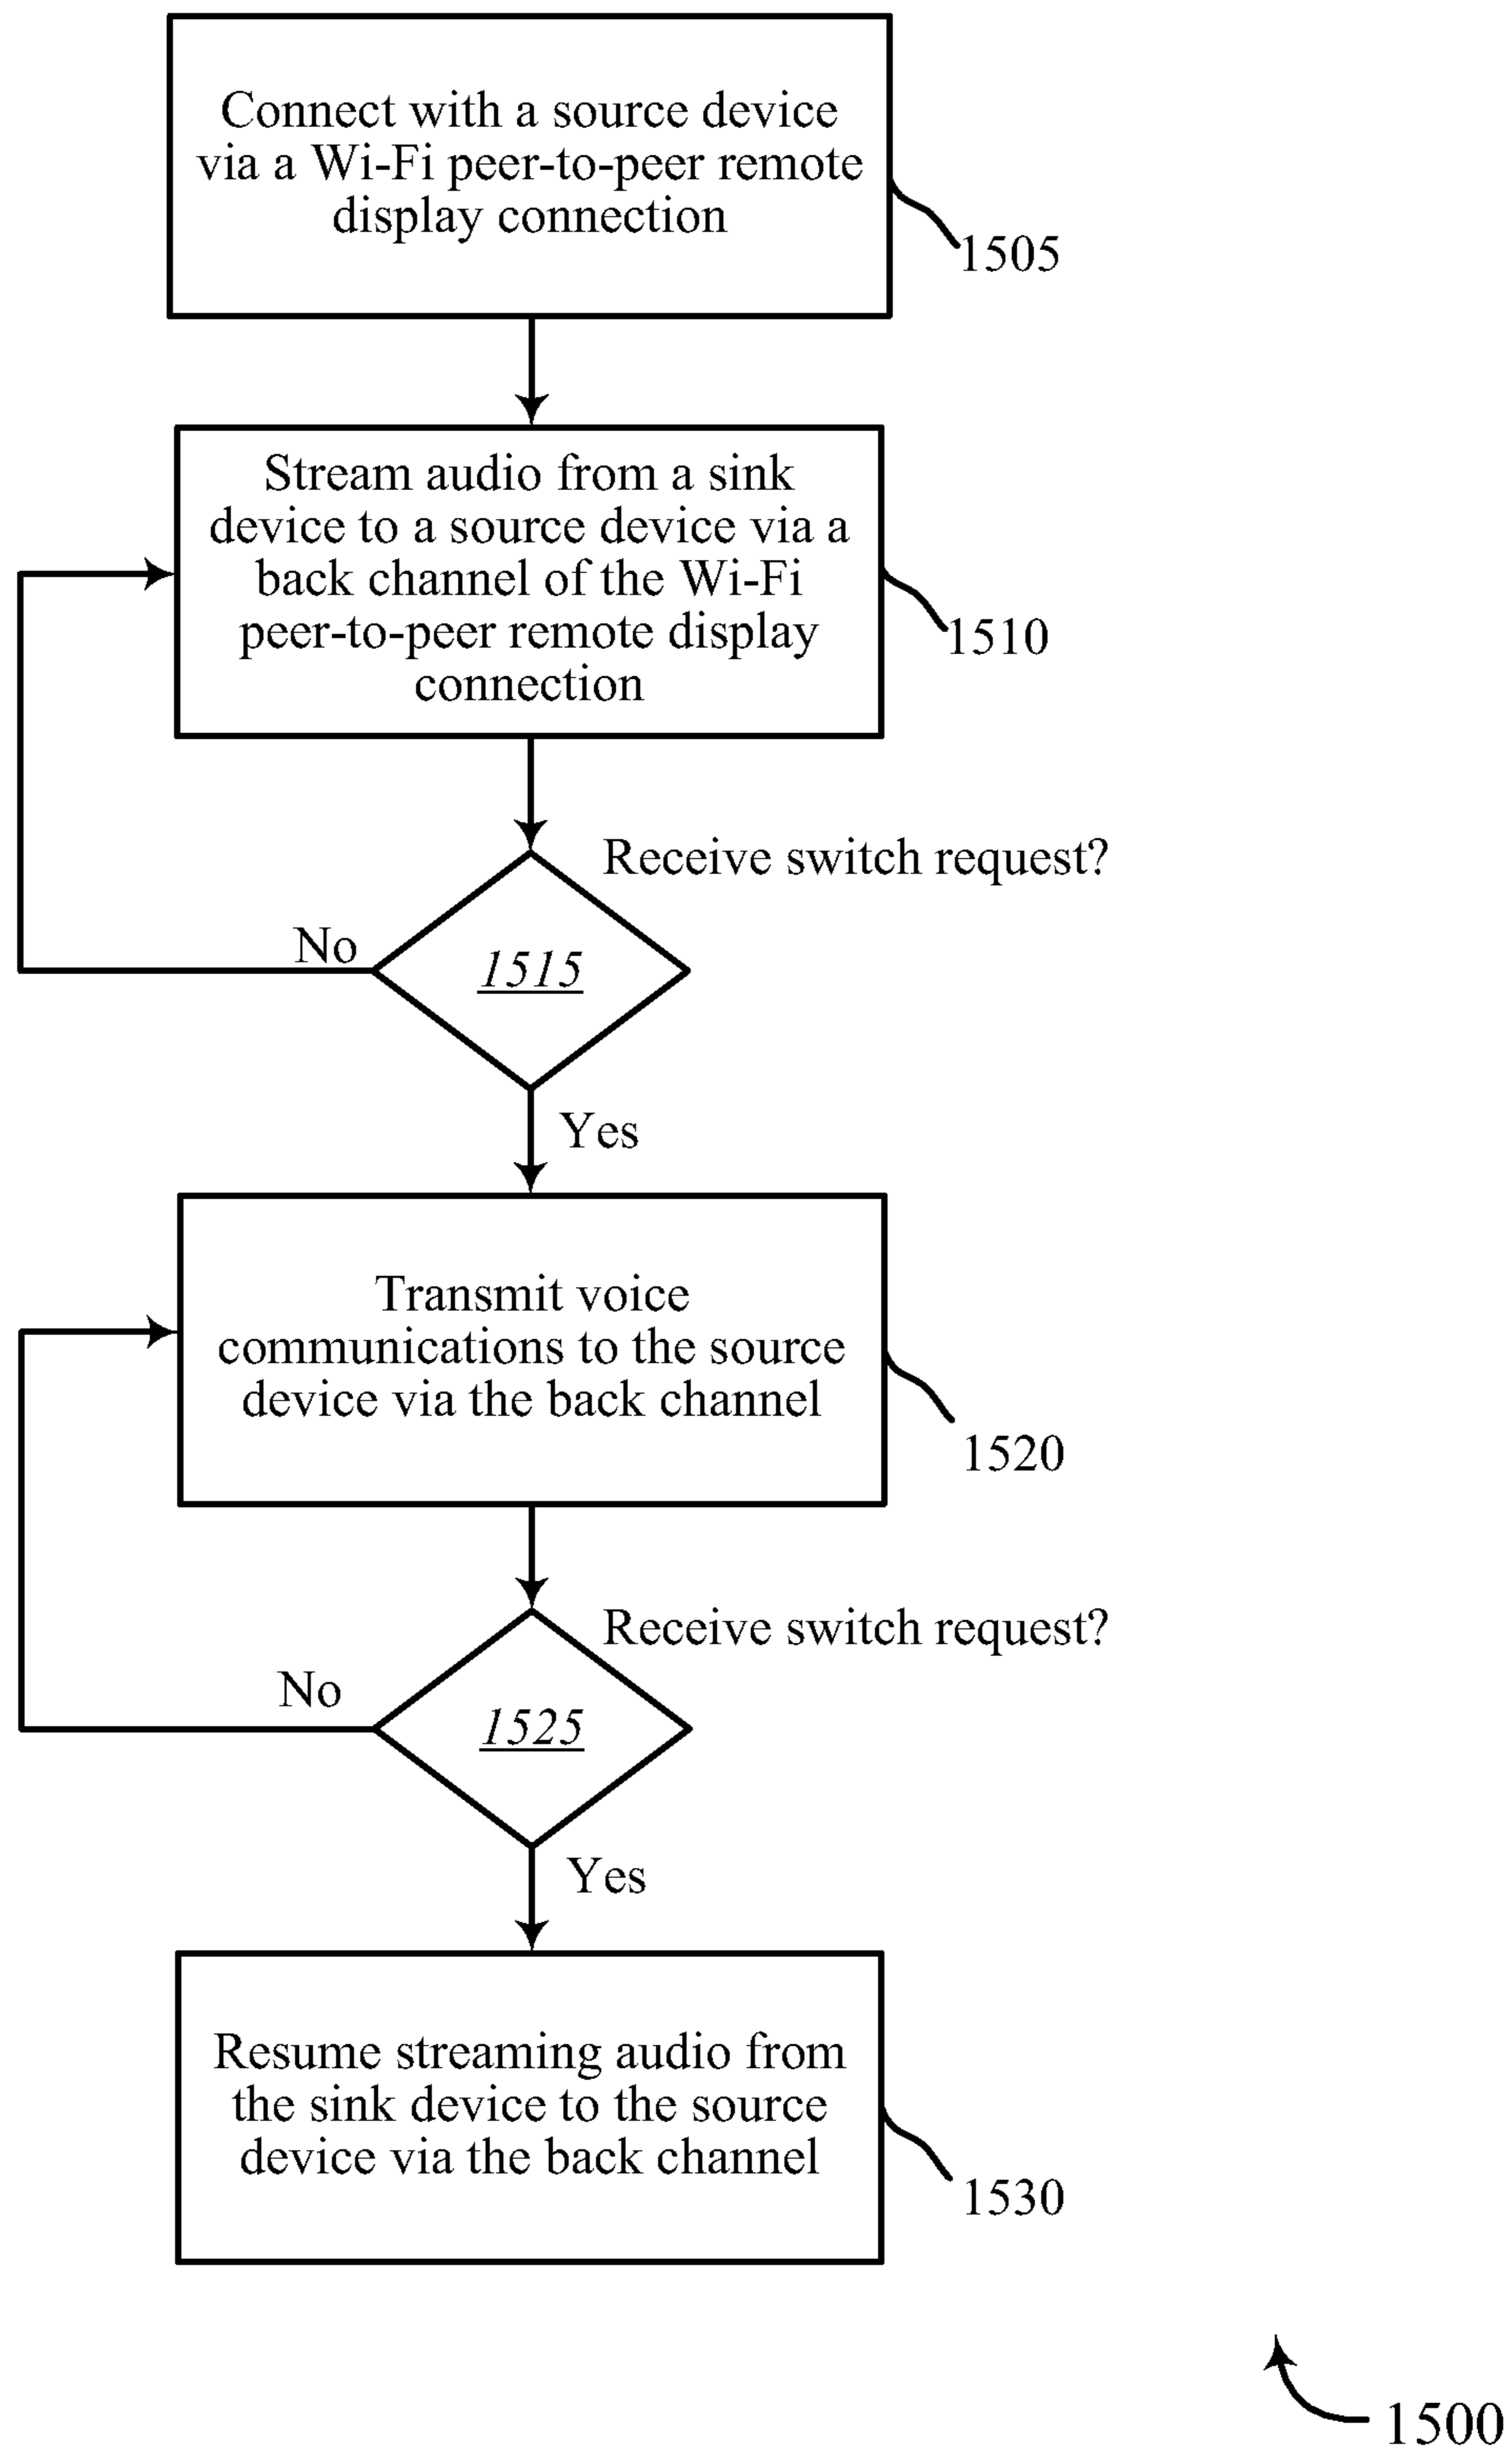 Connect with a source device
via a Wi-Fi peer-to-peer remote
display connection
1505
Stream audio from a sink
device to a source device via a
back channel of the Wi-Fi
peer-to-peer remote display
connection
1510
Receive switch request?
No
1515
Yes
Transmit voice
communications to the source
device via the back channel
1520
Receive switch request?
No
1525
Yes
Resume streaming audio from
the sink device to the source
device via the back channel
1530
1500